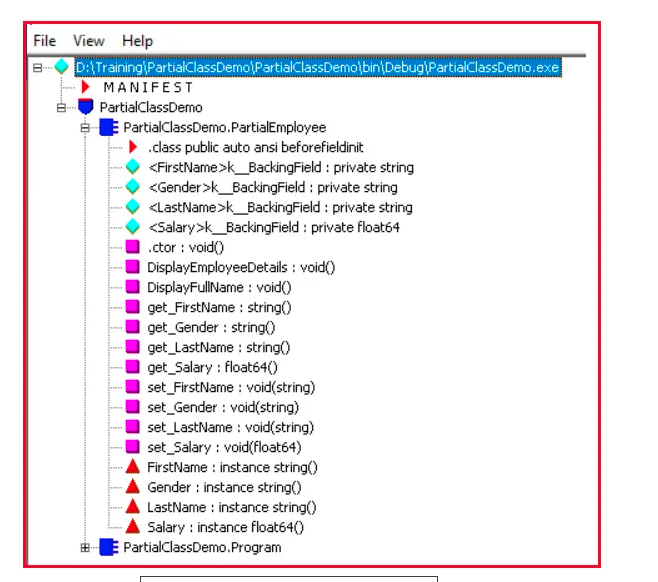 File View Help
D:\Training\PartialClassDemo\PartialClassDemo\bin\Debug\PartialClassDemo.exe
M A N I F E S T
PartialClassDemo
PartialClassDemo.PartialEmployee
.class public auto ansi beforefieldinit
<FirstName>k__BackingField : private string
<Gender>k__BackingField : private string
<LastName>k__BackingField : private string
<Salary>k__BackingField : private float64
.ctor : void()
DisplayEmployeeDetails : void()
DisplayFullName : void()
get_FirstName : string()
get_Gender : string()
get_LastName : string()
get_Salary : float64()
set_FirstName : void(string)
set_Gender : void(string)
set_LastName : void(string)
set_Salary : void(float64)
FirstName : instance string()
Gender : instance string()
LastName : instance string()
Salary : instance float64()
PartialClassDemo.Program